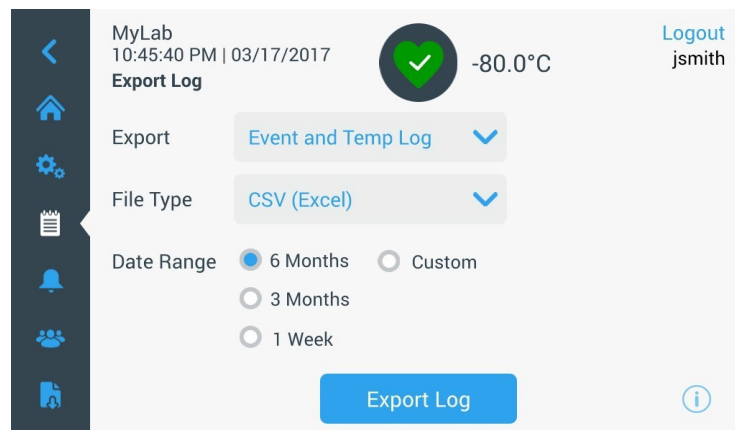 MyLab
10:45:40 PM | 03/17/2017
Export Log
-80.0°C
Logout
jsmith
Export
Event and Temp Log
File Type
CSV (Excel)
Date Range
6 Months
Custom
3 Months
1 Week
Export Log
i